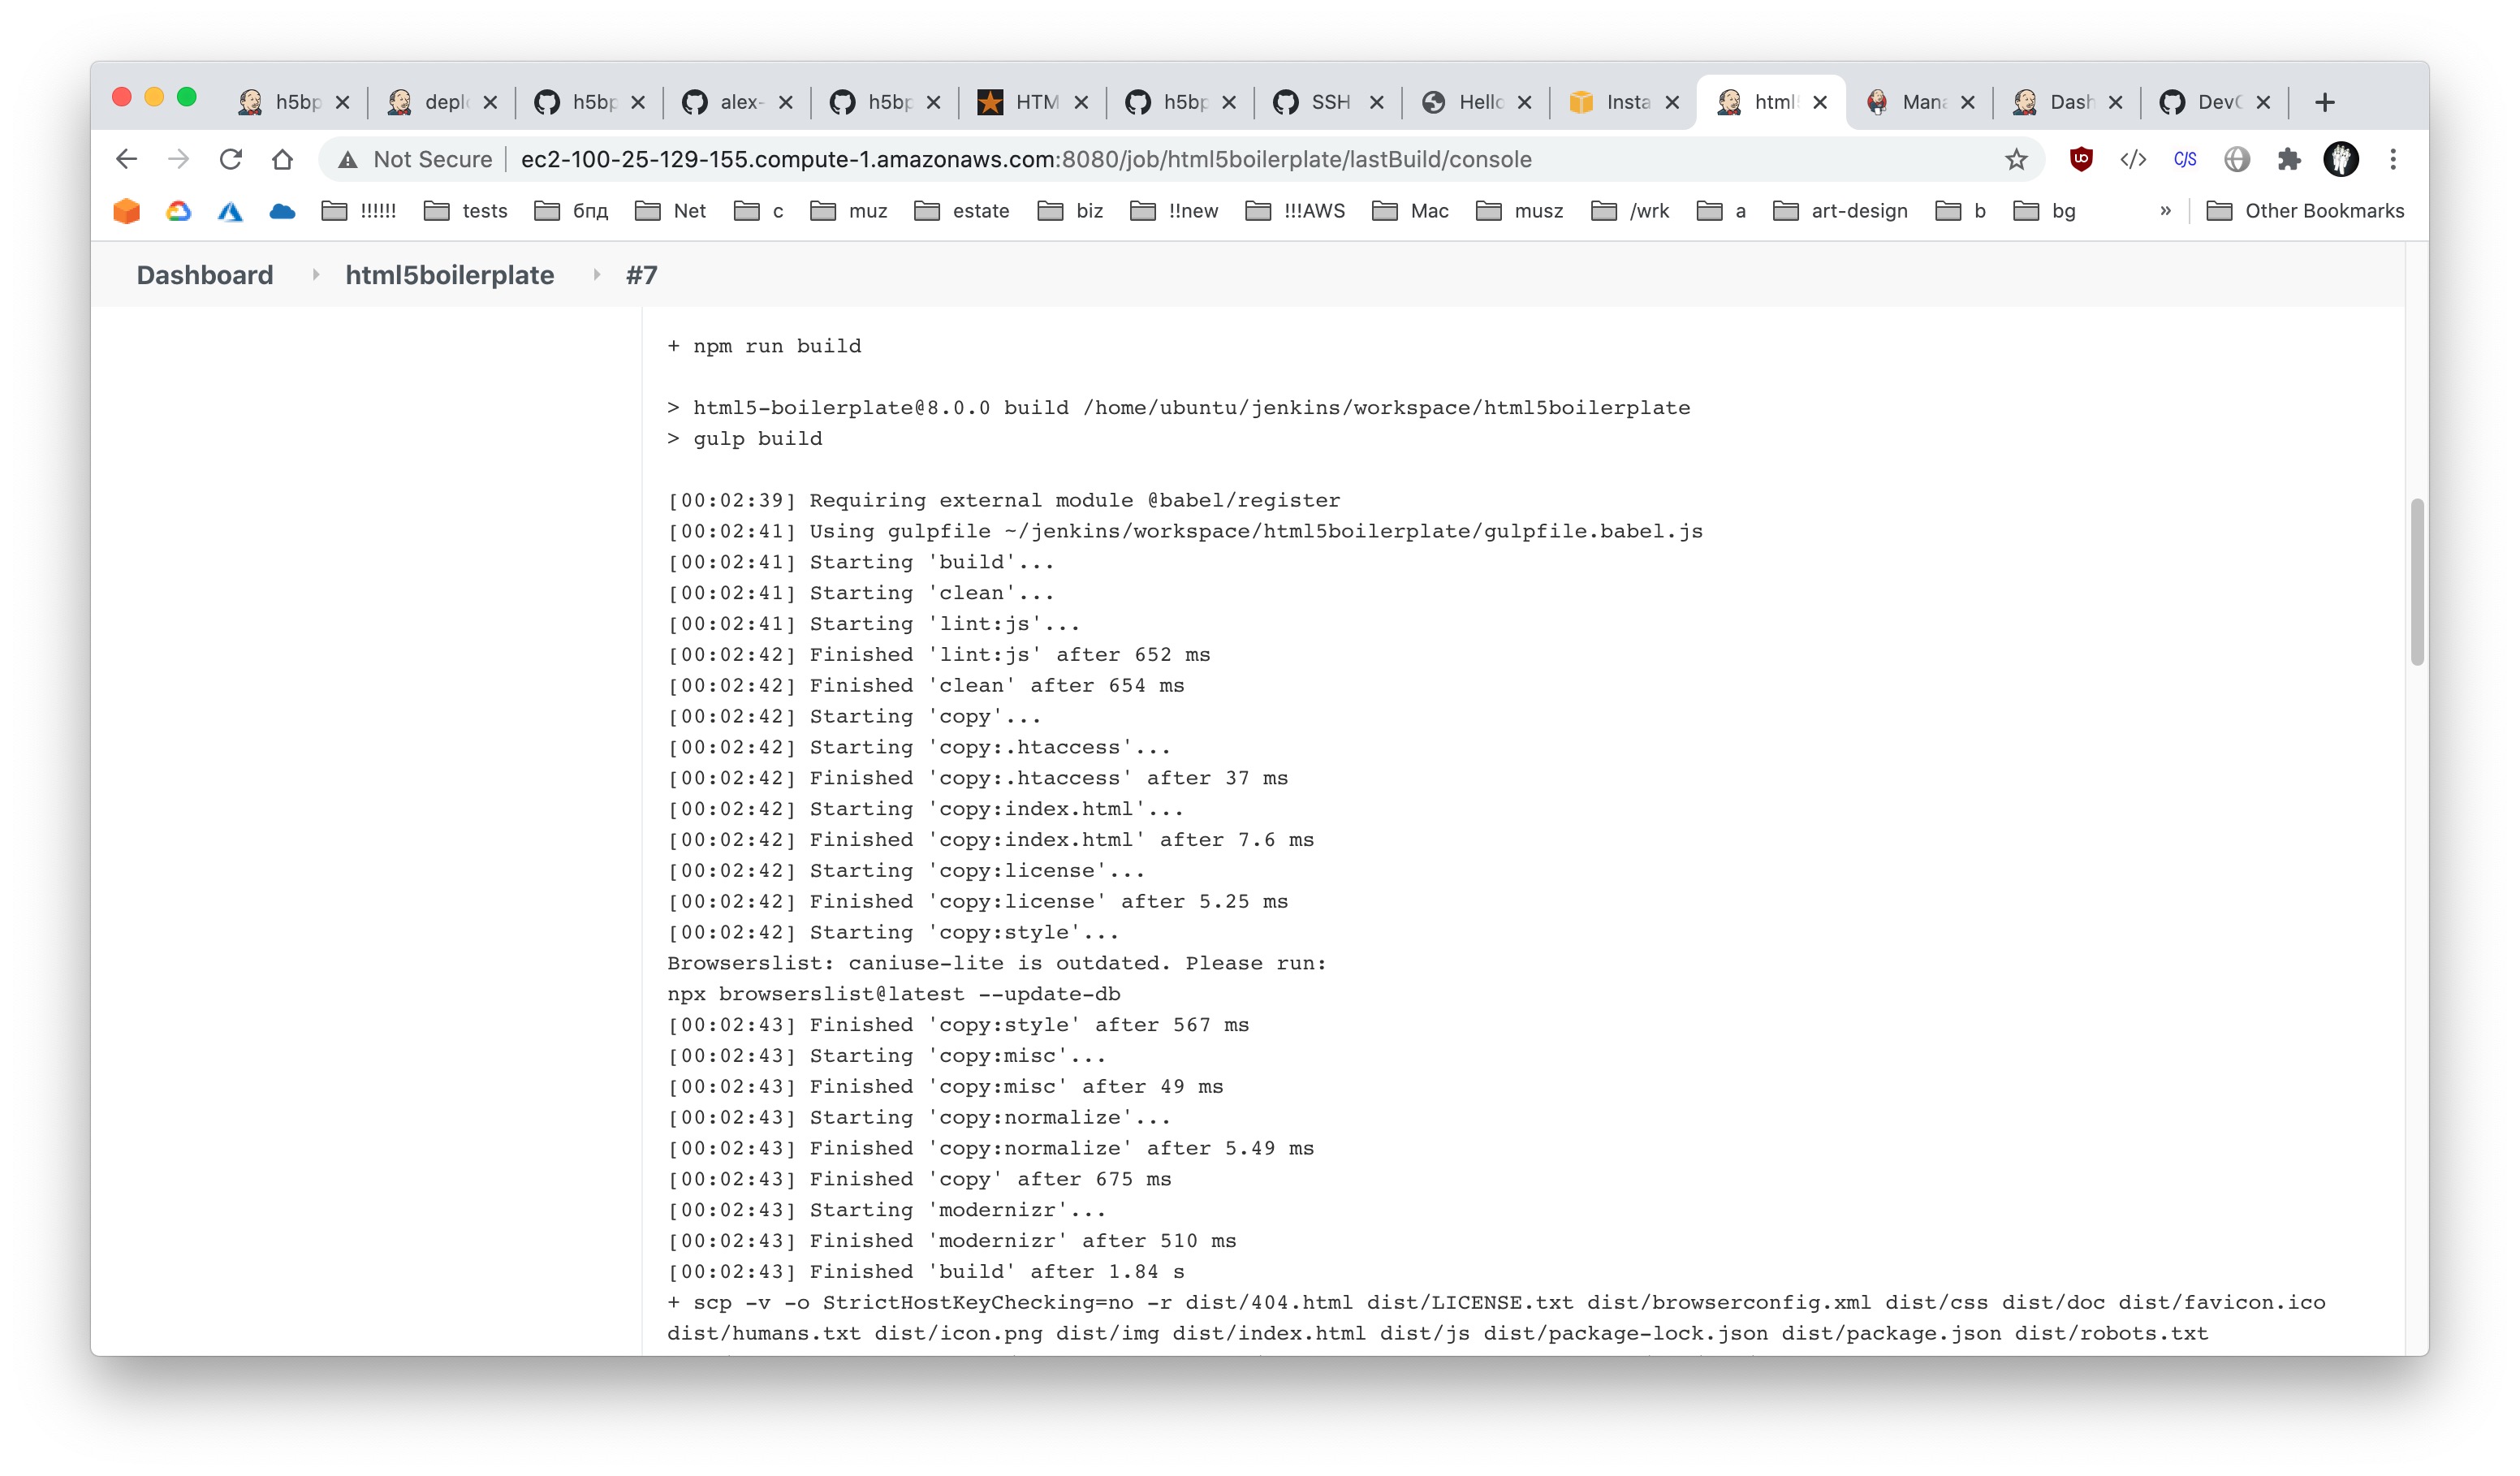 h5bp
depl
h5bp
alex-
h5bp
HTM
h5bp
SSH
Hello
Insta
html
Mana
Dash
Dev
Not Secure ec2-100-25-129-155.compute-1.amazonaws.com:8080/job/html5boilerplate/lastBuild/console
!!!!!! tests бпд Net c muz estate biz !!new !!!AWS Mac musz /wrk a art-design b bg » Other Bookmarks
Dashboard html5boilerplate #7
+ npm run build
> html5-boilerplate@8.0.0 build /home/ubuntu/jenkins/workspace/html5boilerplate
> gulp build
[00:02:39] Requiring external module @babel/register
[00:02:41] Using gulpfile ~/jenkins/workspace/html5boilerplate/gulpfile.babel.js
[00:02:41] Starting 'build'...
[00:02:41] Starting 'clean'...
[00:02:41] Starting 'lint:js'...
[00:02:42] Finished 'lint:js' after 652 ms
[00:02:42] Finished 'clean' after 654 ms
[00:02:42] Starting 'copy'...
[00:02:42] Starting 'copy:.htaccess'...
[00:02:42] Finished 'copy:.htaccess' after 37 ms
[00:02:42] Starting 'copy:index.html'...
[00:02:42] Finished 'copy:index.html' after 7.6 ms
[00:02:42] Starting 'copy:license'...
[00:02:42] Finished 'copy:license' after 5.25 ms
[00:02:42] Starting 'copy:style'...
Browserslist: caniuse-lite is outdated. Please run:
npx browserslist@latest --update-db
[00:02:43] Finished 'copy:style' after 567 ms
[00:02:43] Starting 'copy:misc'...
[00:02:43] Finished 'copy:misc' after 49 ms
[00:02:43] Starting 'copy:normalize'...
[00:02:43] Finished 'copy:normalize' after 5.49 ms
[00:02:43] Finished 'copy' after 675 ms
[00:02:43] Starting 'modernizr'...
[00:02:43] Finished 'modernizr' after 510 ms
[00:02:43] Finished 'build' after 1.84 s
+ scp -v -o StrictHostKeyChecking=no -r dist/404.html dist/LICENSE.txt dist/browserconfig.xml dist/css dist/doc dist/favicon.ico
dist/humans.txt dist/icon.png dist/img dist/index.html dist/js dist/package-lock.json dist/package.json dist/robots.txt